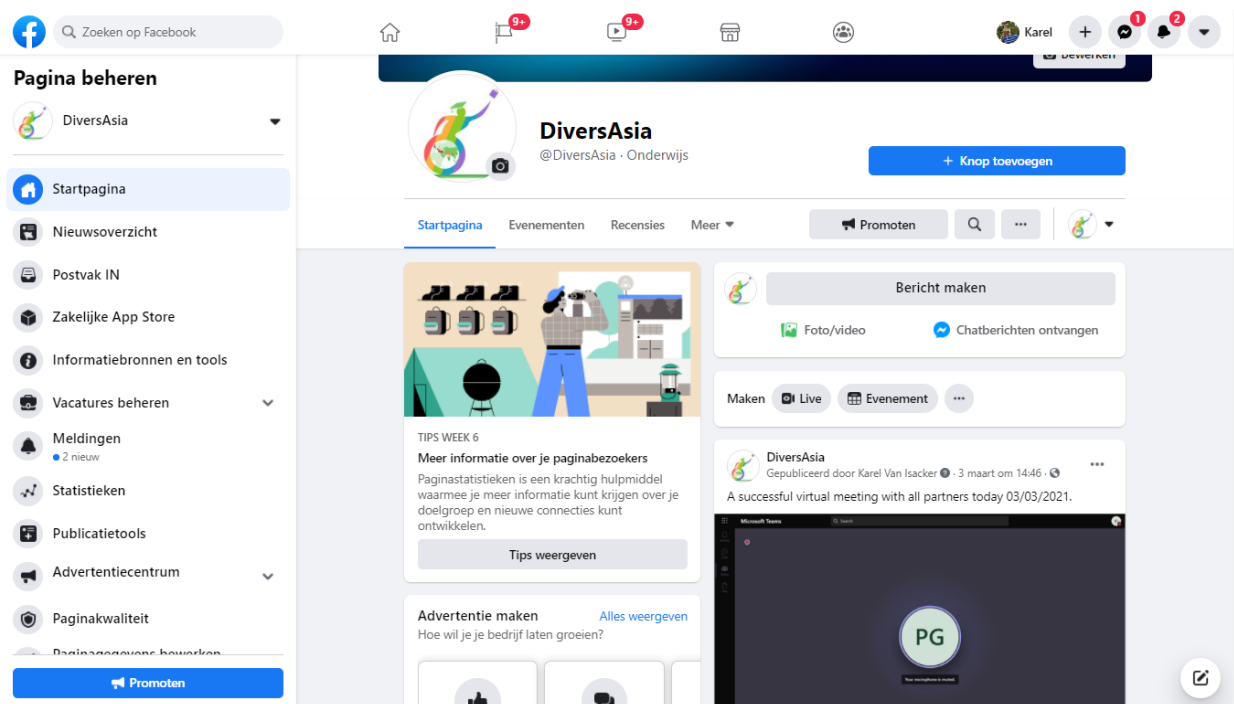 Zoeken op Facebook
9+
9+
Karel
1
2
Pagina beheren
DiversAsia
Startpagina
Nieuwsoverzicht
Postvak IN
Zakelijke App Store
Informatiebronnen en tools
Vacatures beheren
Meldingen
2 nieuw
Statistieken
Publicatietools
Advertentiecentrum
Paginakwaliteit
Paginagegevens bewerken
Promoten
Bewerken
DiversAsia
@DiversAsia · Onderwijs
+ Knop toevoegen
Startpagina Evenementen Recensies Meer
Promoten
TIPS WEEK 6
Meer informatie over je paginabezoekers
Paginastatistieken is een krachtig hulpmiddel
waarmee je meer informatie kunt krijgen over je
doelgroep en nieuwe connecties kunt
ontwikkelen.
Tips weergeven
Advertentie maken Alles weergeven
Hoe wil je je bedrijf laten groeien?
Bericht maken
Foto/video Chatberichten ontvangen
Maken Live Evenement
DiversAsia
Gepubliceerd door Karel Van Isacker · 3 maart om 14:46 ·
A successful virtual meeting with all partners today 03/03/2021.
Microsoft Teams Search
PG
Your microphone is muted.